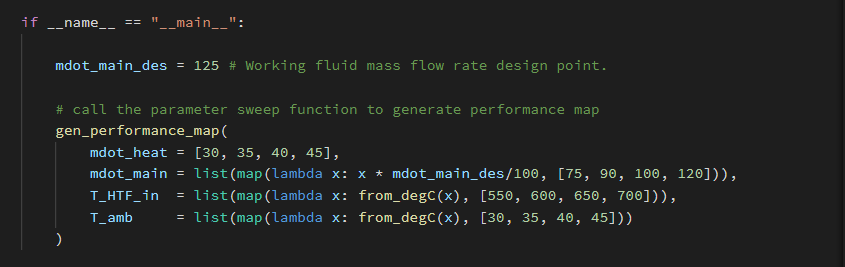 if __name__ == "__main__":
mdot_main_des = 125 # Working fluid mass flow rate design point.
# call the parameter sweep function to generate performance map
gen_performance_map(
mdot_heat = [30, 35, 40, 45],
mdot_main = list(map(lambda x: x * mdot_main_des/100, [75, 90, 100, 120])),
T_HTF_in  = list(map(lambda x: from_degC(x), [550, 600, 650, 700])),
T_amb     = list(map(lambda x: from_degC(x), [30, 35, 40, 45]))
)